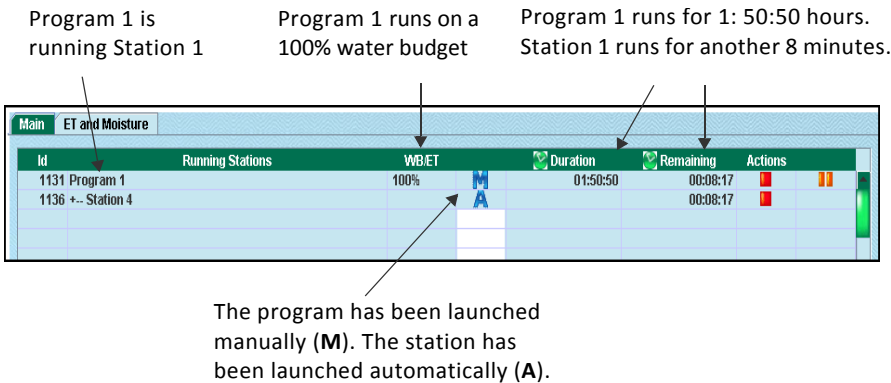 Program 1 is
running Station 1
Program 1 runs on a
100% water budget
Program 1 runs for 1: 50:50 hours.
Station 1 runs for another 8 minutes.
Main ET and Moisture
Id Running Stations WB/ET Duration Remaining Actions
1131 Program 1 100% M 01:50:50 00:08:17
1136 +-- Station 4 A 00:08:17
The program has been launched
manually (M). The station has
been launched automatically (A).